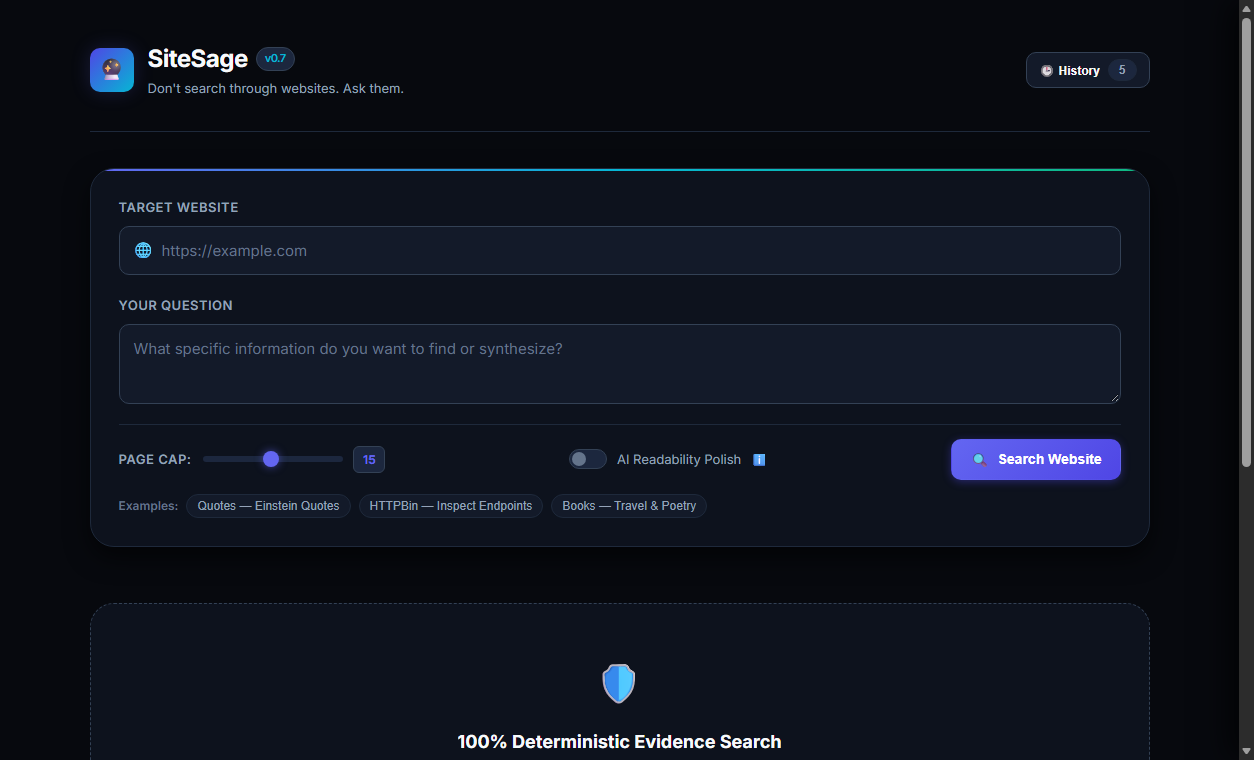 SiteSage v0.7
Don't search through websites. Ask them.
History 5
TARGET WEBSITE
https://example.com
YOUR QUESTION
What specific information do you want to find or synthesize?
PAGE CAP: 15 AI Readability Polish i Search Website
Examples: Quotes — Einstein Quotes HTTPBin — Inspect Endpoints Books — Travel & Poetry
100% Deterministic Evidence Search